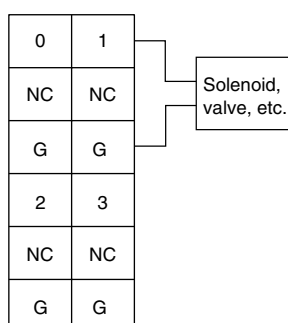 0 1
NC NC
G G
2 3
NC NC
G G
Solenoid,
valve, etc.